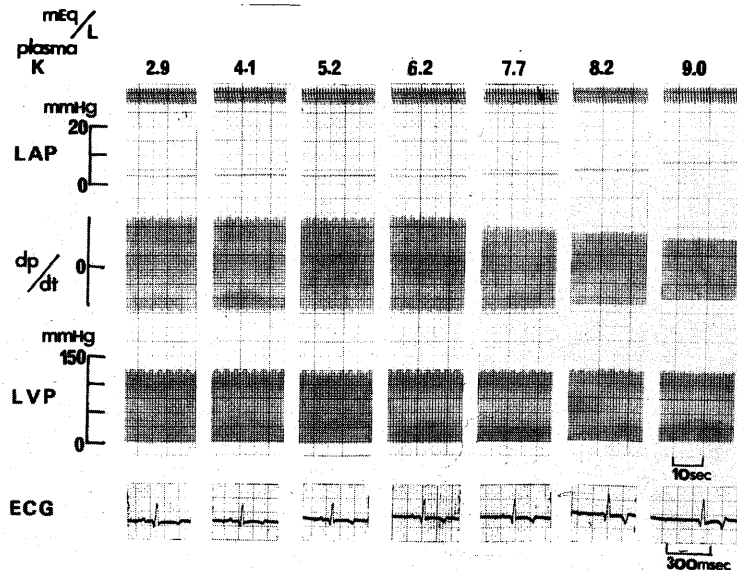 mEq/L
plasma
K 2.9 4.1 5.2 6.2 7.7 8.2 9.0
mmHg
20
LAP
0
dp/dt 0
mmHg
150
LVP
0
10sec
ECG
300msec